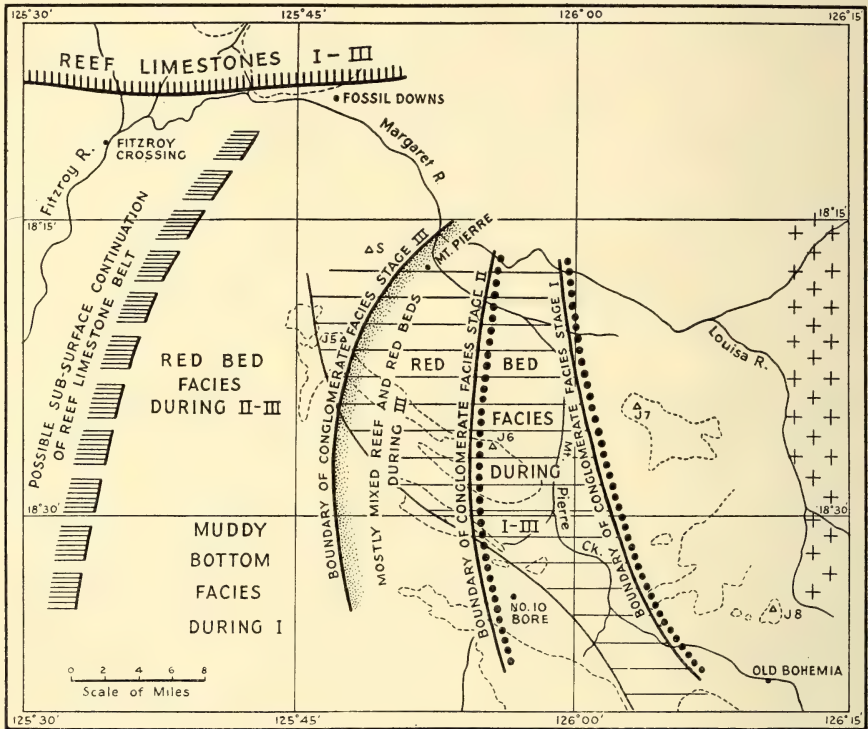 125°30'
125°45'
126°00'
126°15'
REEF LIMESTONES I-III
FOSSIL DOWNS
FITZROY
CROSSING
Fitzroy R.
Margaret R.
18°15'
18°15'
S
MT. PIERRE
POSSIBLE SUB-SURFACE CONTINUATION
OF REEF LIMESTONE BELT
BOUNDARY OF CONGLOMERATE FACIES STAGE III
MOSTLY MIXED REEF AND RED BEDS
DURING III
BOUNDARY OF CONGLOMERATE FACIES STAGE II
BOUNDARY OF CONGLOMERATE FACIES STAGE I
Louisa R.
J5
RED BED
FACIES
DURING II-III
RED BED
FACIES
DURING
I-III
J6
J7
Mt. Pierre Ck.
18°30'
18°30'
MUDDY
BOTTOM
FACIES
DURING I
NO.10
BORE
J8
OLD BOHEMIA
0 2 4 6 8
Scale of Miles
125°30'
125°45'
126°00'
126°15'